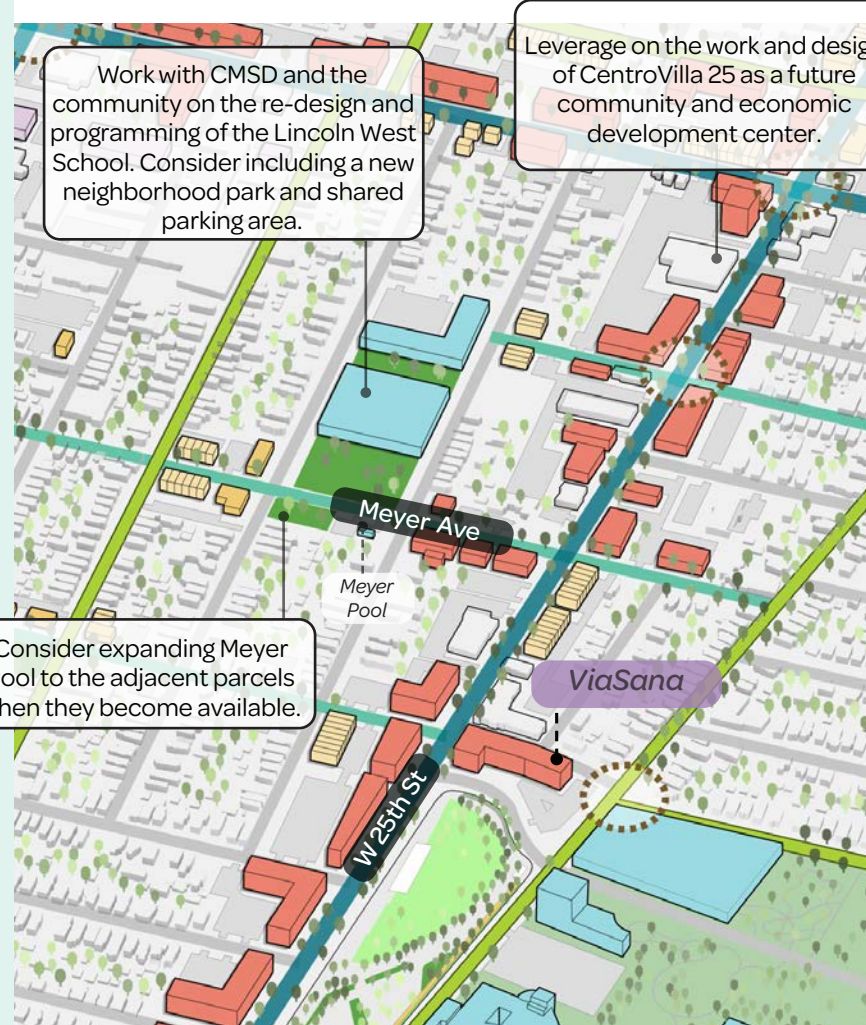 Work with CMSD and the
community on the re-design and
programming of the Lincoln West
School. Consider including a new
neighborhood park and shared
parking area.
Leverage on the work and desig
of CentroVilla 25 as a future
community and economic
development center.
Meyer Ave
Meyer
Pool
Consider expanding Meyer
ool to the adjacent parcels
hen they become available.
ViaSana
W 25th St